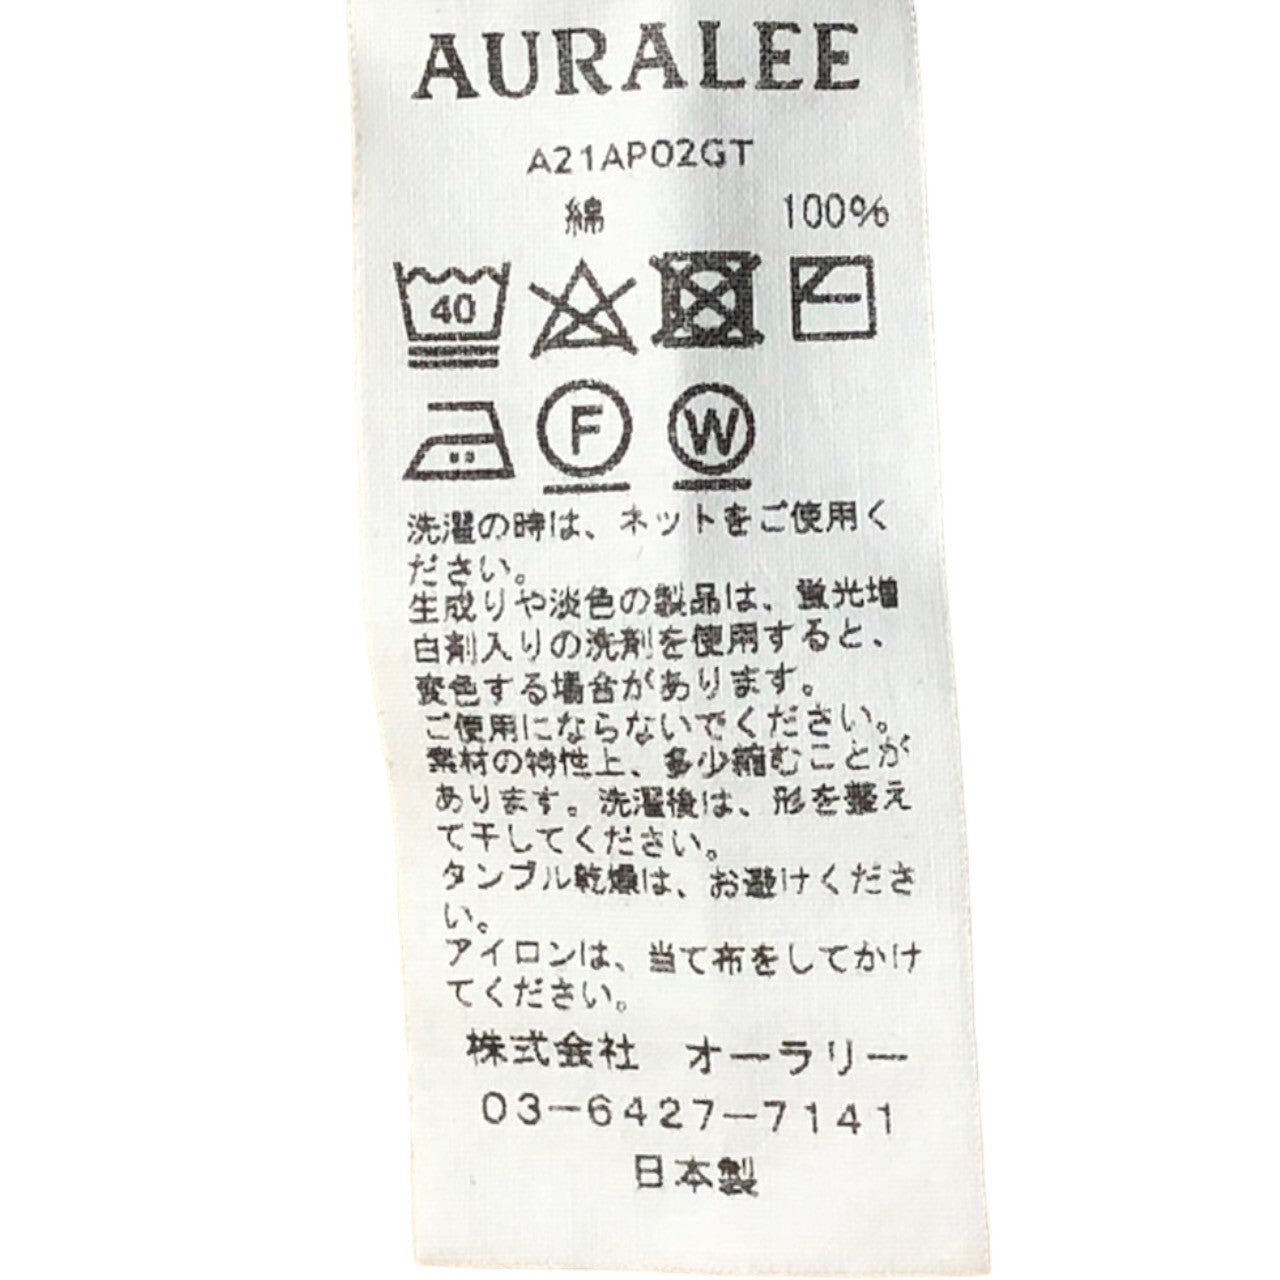 AURALEE
A21AP02GT
綿 100%
40
F W
洗濯の時は、ネットをご使用く
ださい。
生成りや淡色の製品は、蛍光増
白剤入りの洗剤を使用すると、
変色する場合があります。
ご使用にならないでください。
素材の特性上、多少縮むことが
あります。洗濯後は、形を整え
て干してください。
タンブル乾燥は、お避けくださ
い。
アイロンは、当て布をしてかけ
てください。
株式会社 オーラリー
03-6427-7141
日本製